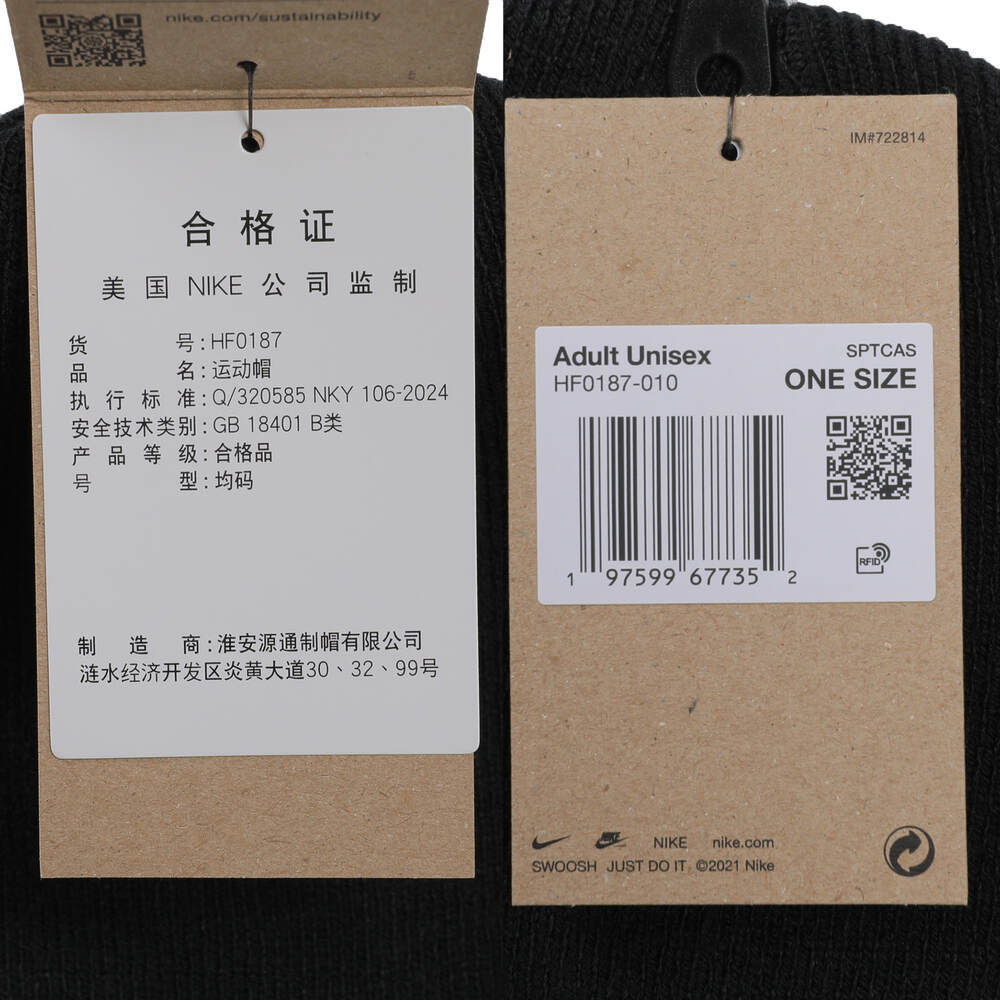 nike.com/sustainability
6
合格证
美国 NIKE 公司监制
货 号:HF0187
品 名:运动帽
执行标准:Q/320585 NKY 106-2024
安全技术类别:GB 18401 B类
产品等级:合格品
号 型:均码
制造商:淮安源通制帽有限公司
涟水经济开发区炎黄大道30、32、99号
IM#722814
Adult Unisex
SPTCAS
HF0187-010
ONE SIZE
RFID
1 97599 67735 2
NIKE nike.com
SWOOSH JUST DO IT ©2021 Nike